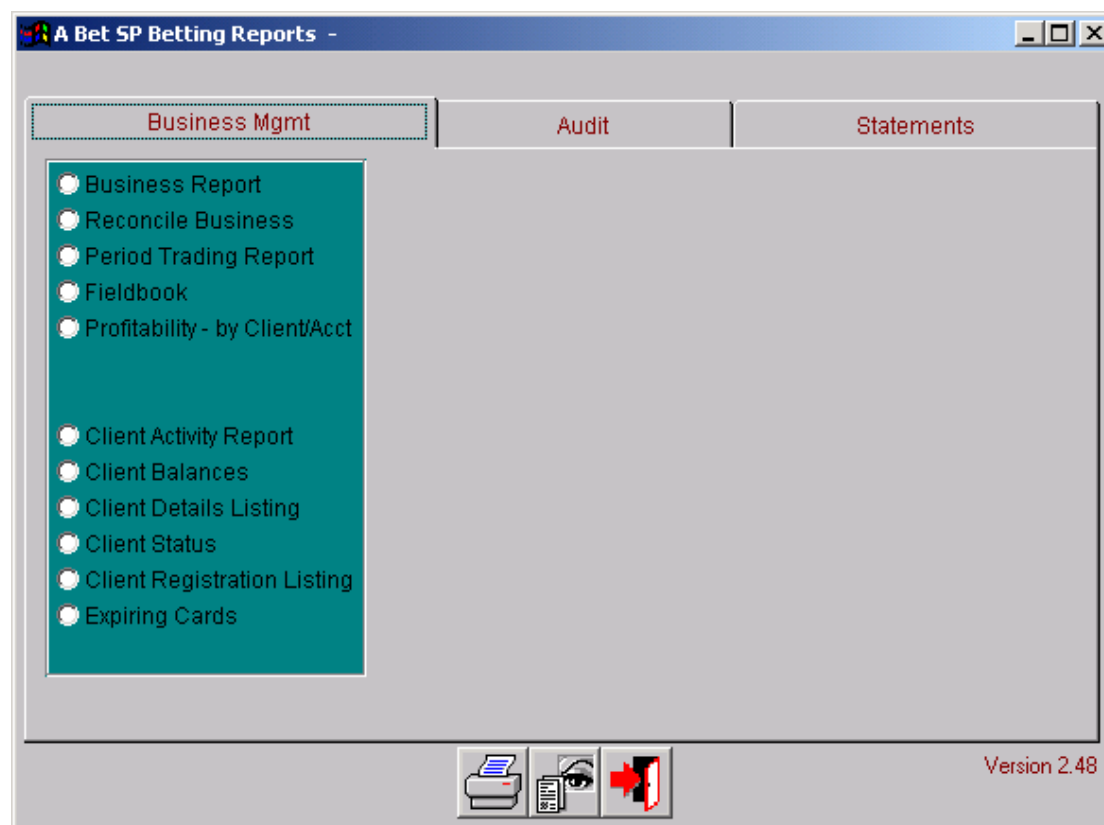 A Bet SP Betting Reports -
Business Mgmt
Audit
Statements
Business Report
Reconcile Business
Period Trading Report
Fieldbook
Profitability - by Client/Acct
Client Activity Report
Client Balances
Client Details Listing
Client Status
Client Registration Listing
Expiring Cards
Version 2.48